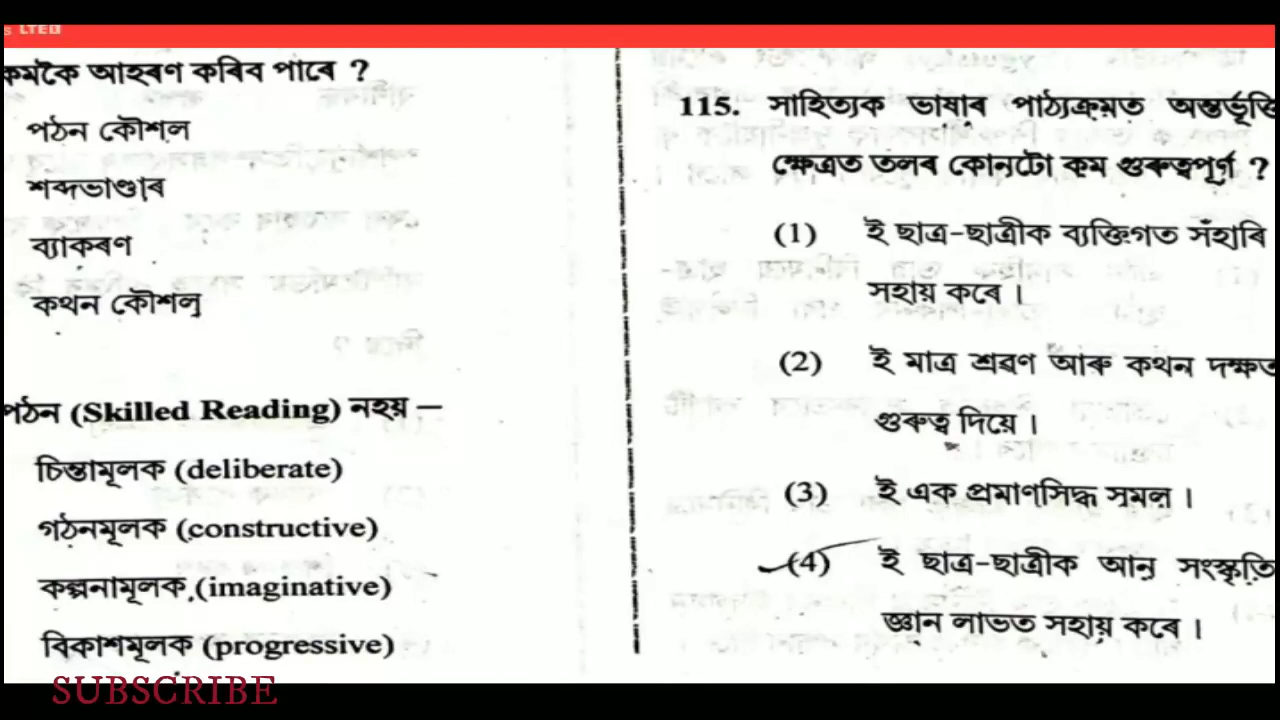 LTED
কমকৈ আহৰণ কৰিব পাৰে ?
পঠন কৌশল
শব্দভাণ্ডাৰ
ব্যাকৰণ
কথন কৌশল
পঠন (Skilled Reading) নহয় —
চিন্তামূলক (deliberate)
গঠনমূলক (constructive)
কল্পনামূলক (imaginative)
বিকাশমূলক (progressive)
115. সাহিত্যক ভাষাৰ পাঠ্যক্ৰমত অন্তৰ্ভূক্তি
ক্ষেত্ৰত তলৰ কোনটো কম গুৰুত্বপূৰ্ণ ?
(1) ই ছাত্ৰ-ছাত্ৰীক ব্যক্তিগত সঁহাৰি
সহায় কৰে ।
(2) ই মাত্ৰ শ্ৰৱণ আৰু কথন দক্ষত
গুৰুত্ব দিয়ে ।
(3) ই এক প্ৰমাণসিদ্ধ সমল ।
(4) ই ছাত্ৰ-ছাত্ৰীক আন সংস্কৃতি
জ্ঞান লাভত সহায় কৰে ।
SUBSCRIBE